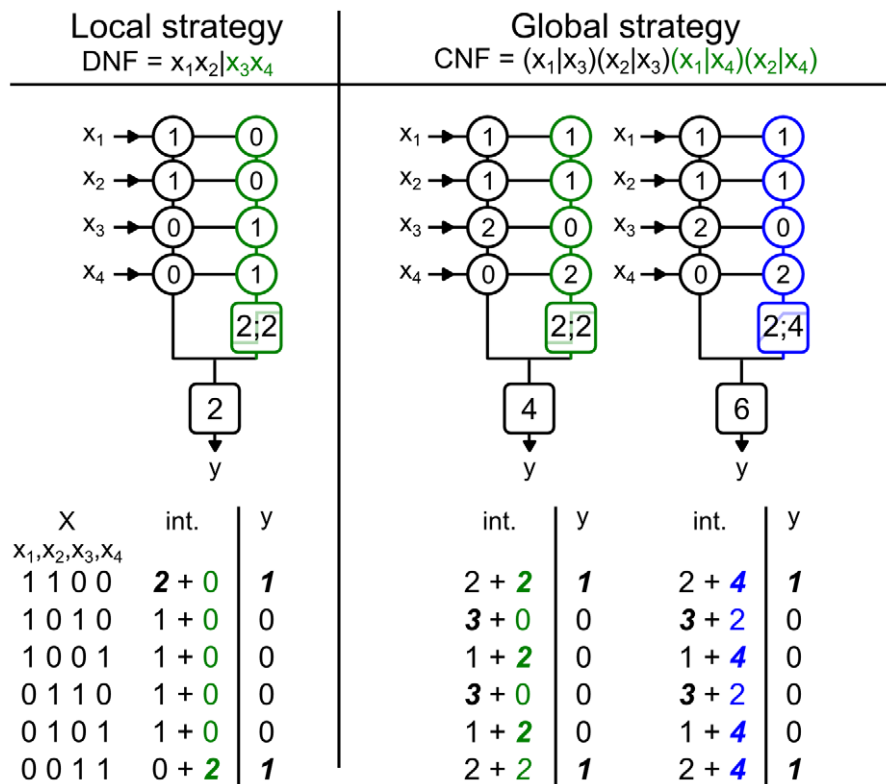 Local strategy
DNF = x₁x₂|x₃x₄
x₁ 1 0
x₂ 1 0
x₃ 0 1
x₄ 0 1
2;2
2
y
X int. y
x₁,x₂,x₃,x₄
1 1 0 0 2 + 0 1
1 0 1 0 1 + 0 0
1 0 0 1 1 + 0 0
0 1 1 0 1 + 0 0
0 1 0 1 1 + 0 0
0 0 1 1 0 + 2 1
Global strategy
CNF = (x₁|x₃)(x₂|x₃)(x₁|x₄)(x₂|x₄)
x₁ 1 1
x₂ 1 1
x₃ 2 0
x₄ 0 2
2;2
4
y
int. y
2 + 2 1
3 + 0 0
1 + 2 0
3 + 0 0
1 + 2 0
2 + 2 1
x₁ 1 1
x₂ 1 1
x₃ 2 0
x₄ 0 2
2;4
6
y
int. y
2 + 4 1
3 + 2 0
1 + 4 0
3 + 2 0
1 + 4 0
2 + 4 1